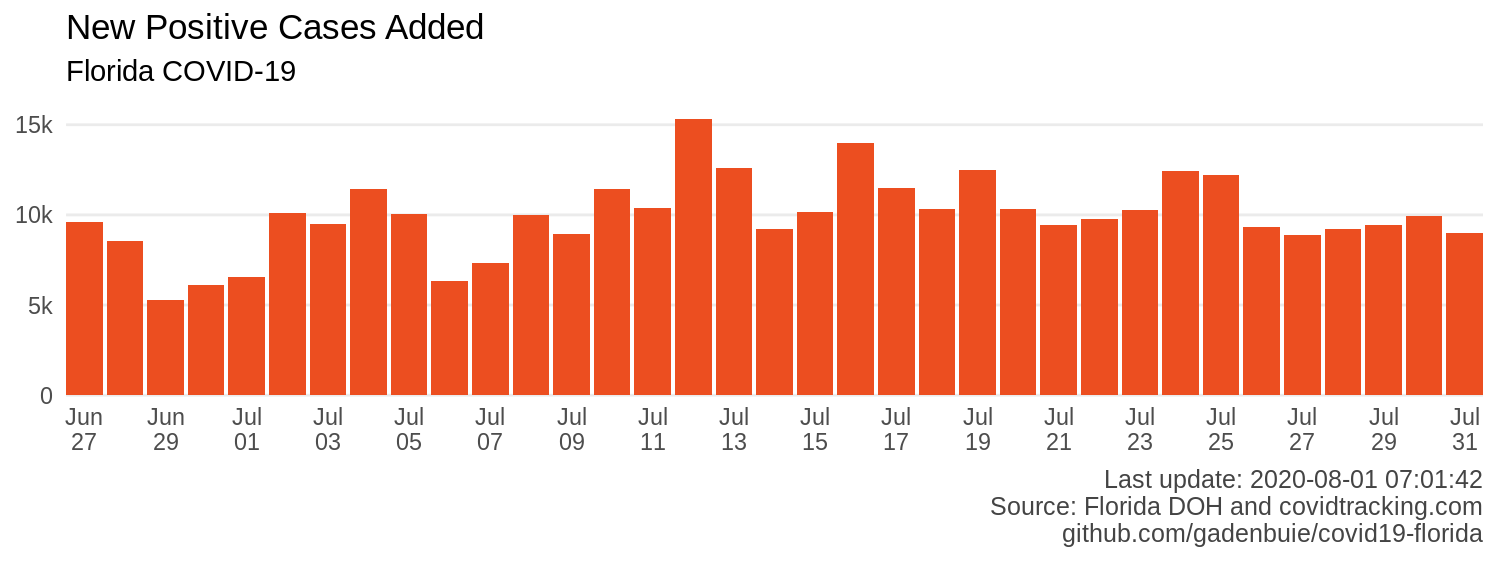 New Positive Cases Added
Florida COVID-19
15k
10k
5k
0
Jun Jun Jul Jul Jul Jul Jul Jul Jul Jul Jul Jul Jul Jul Jul Jul Jul Jul
27 29 01 03 05 07 09 11 13 15 17 19 21 23 25 27 29 31
Last update: 2020-08-01 07:01:42
Source: Florida DOH and covidtracking.com
github.com/gadenbuie/covid19-florida